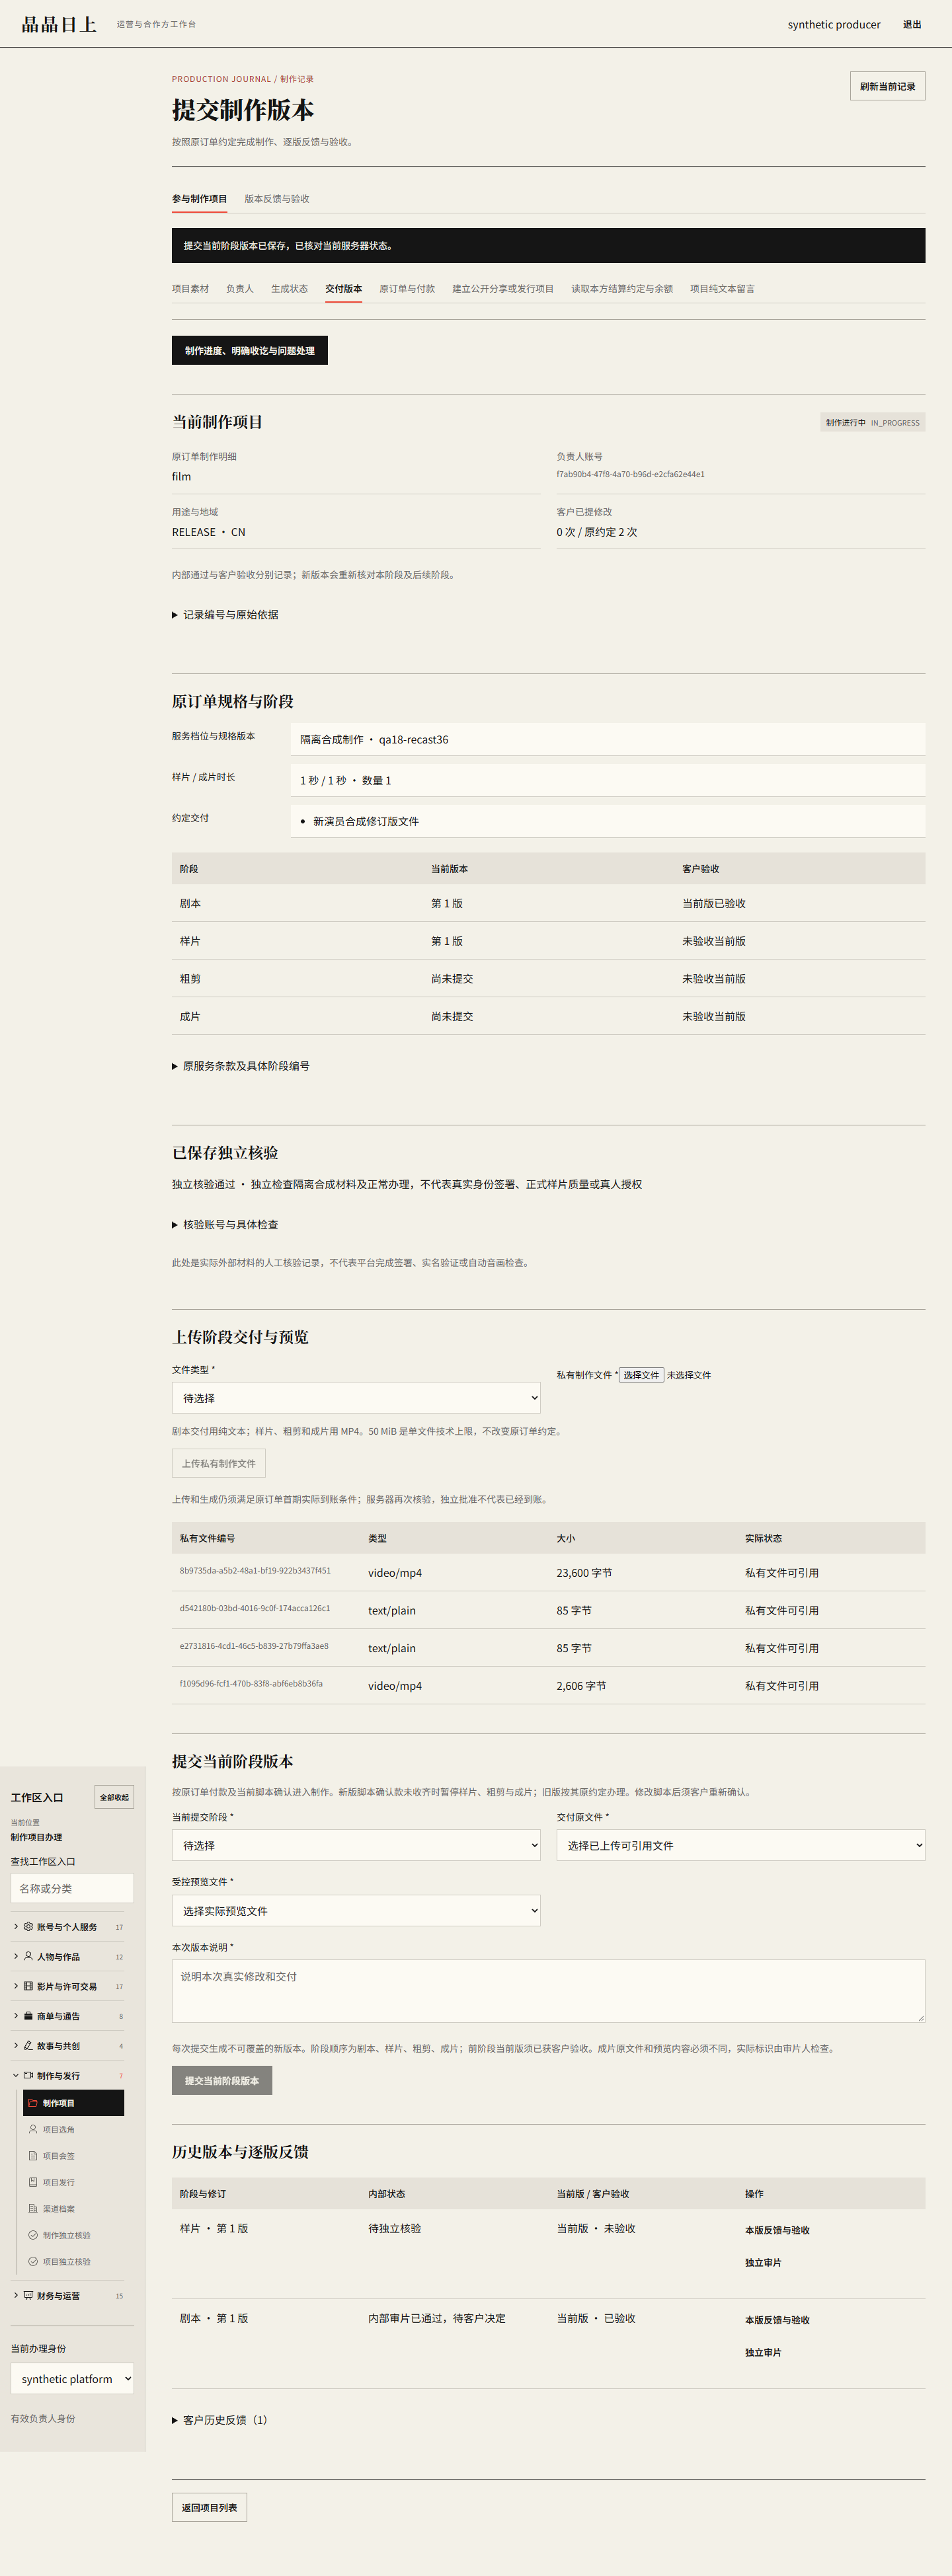 晶晶日上
运营与合作方工作台
synthetic producer
退出
PRODUCTION JOURNAL / 制作记录
提交制作版本
按照原订单约定完成制作、逐版反馈与验收。
刷新当前记录
参与制作项目 版本反馈与验收
提交当前阶段版本已保存，已核对当前服务器状态。
项目素材 负责人 生成状态 交付版本 原订单与付款 建立公开分享或发行项目 读取本方结算约定与余额 项目纯文本留言
制作进度、明确收讫与问题处理
当前制作项目
制作进行中 IN_PROGRESS
原订单制作明细
film
负责人账号
f7ab90b4-47f8-4a70-b96d-e2cfa62e44e1
用途与地域
RELEASE · CN
客户已提修改
0 次 / 原约定 2 次
内部通过与客户验收分别记录；新版本会重新核对本阶段及后续阶段。
记录编号与原始依据
原订单规格与阶段
服务档位与规格版本 隔离合成制作 · qa18-recast36
样片 / 成片时长 1 秒 / 1 秒 · 数量 1
约定交付 • 新演员合成修订版文件
阶段 当前版本 客户验收
剧本 第 1 版 当前版已验收
样片 第 1 版 未验收当前版
粗剪 尚未提交 未验收当前版
成片 尚未提交 未验收当前版
原服务条款及具体阶段编号
已保存独立核验
独立核验通过 · 独立检查隔离合成材料及正常办理，不代表真实身份签署、正式样片质量或真人授权
核验账号与具体检查
此处是实际外部材料的人工核验记录，不代表平台完成签署、实名验证或自动音画检查。
上传阶段交付与预览
文件类型 *
待选择
私有制作文件 * 选择文件 未选择文件
剧本交付用纯文本；样片、粗剪和成片用 MP4。50 MiB 是单文件技术上限，不改变原订单约定。
上传私有制作文件
上传和生成仍须满足原订单首期实际到账条件；服务器再次核验，独立批准不代表已经到账。
私有文件编号 类型 大小 实际状态
8b9735da-a5b2-48a1-bf19-922b3437f451 video/mp4 23,600 字节 私有文件可引用
d542180b-03bd-4016-9c0f-174acca126c1 text/plain 85 字节 私有文件可引用
e2731816-4cd1-46c5-b839-27b79ffa3ae8 text/plain 85 字节 私有文件可引用
f1095d96-fcf1-470b-83f8-abf6eb8b36fa video/mp4 2,606 字节 私有文件可引用
提交当前阶段版本
按原订单付款及当前脚本确认进入制作。新版脚本确认款未收齐时暂停样片、粗剪与成片；旧版按其原约定办理。修改脚本后须客户重新确认。
当前提交阶段 *
待选择
交付原文件 *
选择已上传可引用文件
受控预览文件 *
选择实际预览文件
本次版本说明 *
说明本次真实修改和交付
每次提交生成不可覆盖的新版本。阶段顺序为剧本、样片、粗剪、成片；前阶段当前版须已获客户验收。成片原文件和预览内容必须不同，实际标识由审片人检查。
提交当前阶段版本
历史版本与逐版反馈
阶段与修订 内部状态 当前版 / 客户验收 操作
样片 · 第 1 版 待独立核验 当前版 · 未验收 本版反馈与验收
独立审片
剧本 · 第 1 版 内部审片已通过，待客户决定 当前版 · 已验收 本版反馈与验收
独立审片
客户历史反馈（1）
返回项目列表
工作区入口
全部收起
当前位置
制作项目办理
查找工作区入口
名称或分类
账号与个人服务 17
人物与作品 12
影片与许可交易 17
商单与通告 8
故事与共创 4
制作与发行 7
制作项目
项目选角
项目会签
项目发行
渠道档案
制作独立核验
项目独立核验
财务与运营 15
当前办理身份
synthetic platform
有效负责人身份